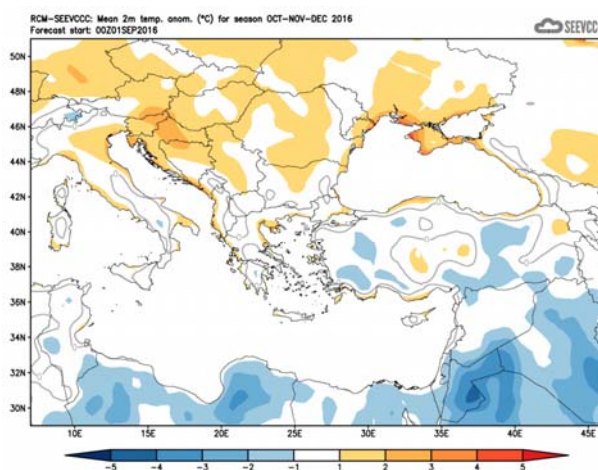 RCM-SEEVCCC: Mean 2m temp. anom. (°C) for season OCT-NOV-DEC 2016
Forecast start: 00Z01SEP2016
SEEVCC
50N
48N
46N
44N
42N
40N
38N
36N
34N
32N
30N
10E 15E 20E 25E 30E 35E 40E 45E
-5 -4 -3 -2 -1 1 2 3 4 5